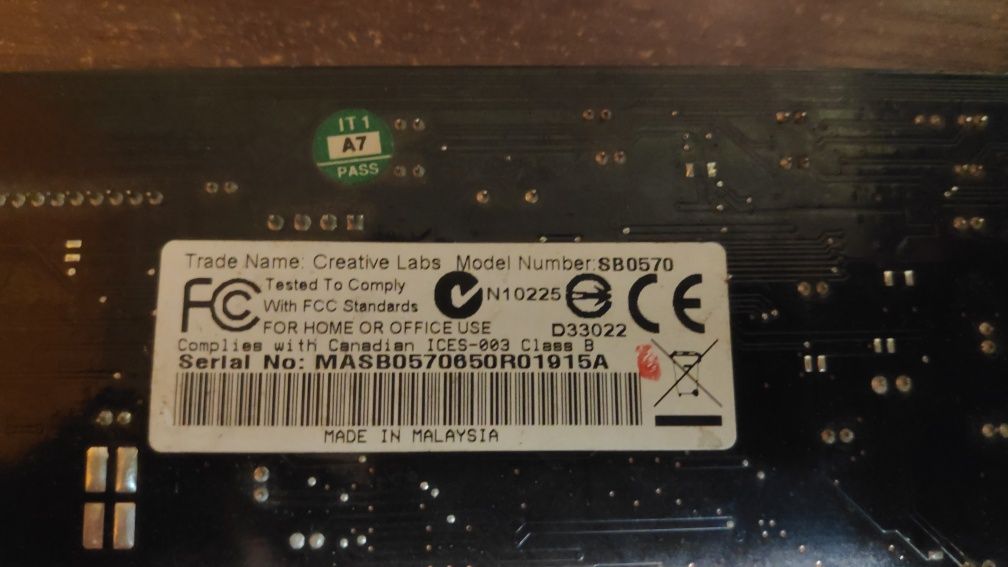 IT1
A7
PASS
Trade Name: Creative Labs Model Number:SB0570
FC Tested To Comply
With FCC Standards
N10225
FOR HOME OR OFFICE USE
D33022
CE
Complies with Canadian ICES-003 Class B
Serial No: MASB0570650R01915A
MADE IN MALAYSIA